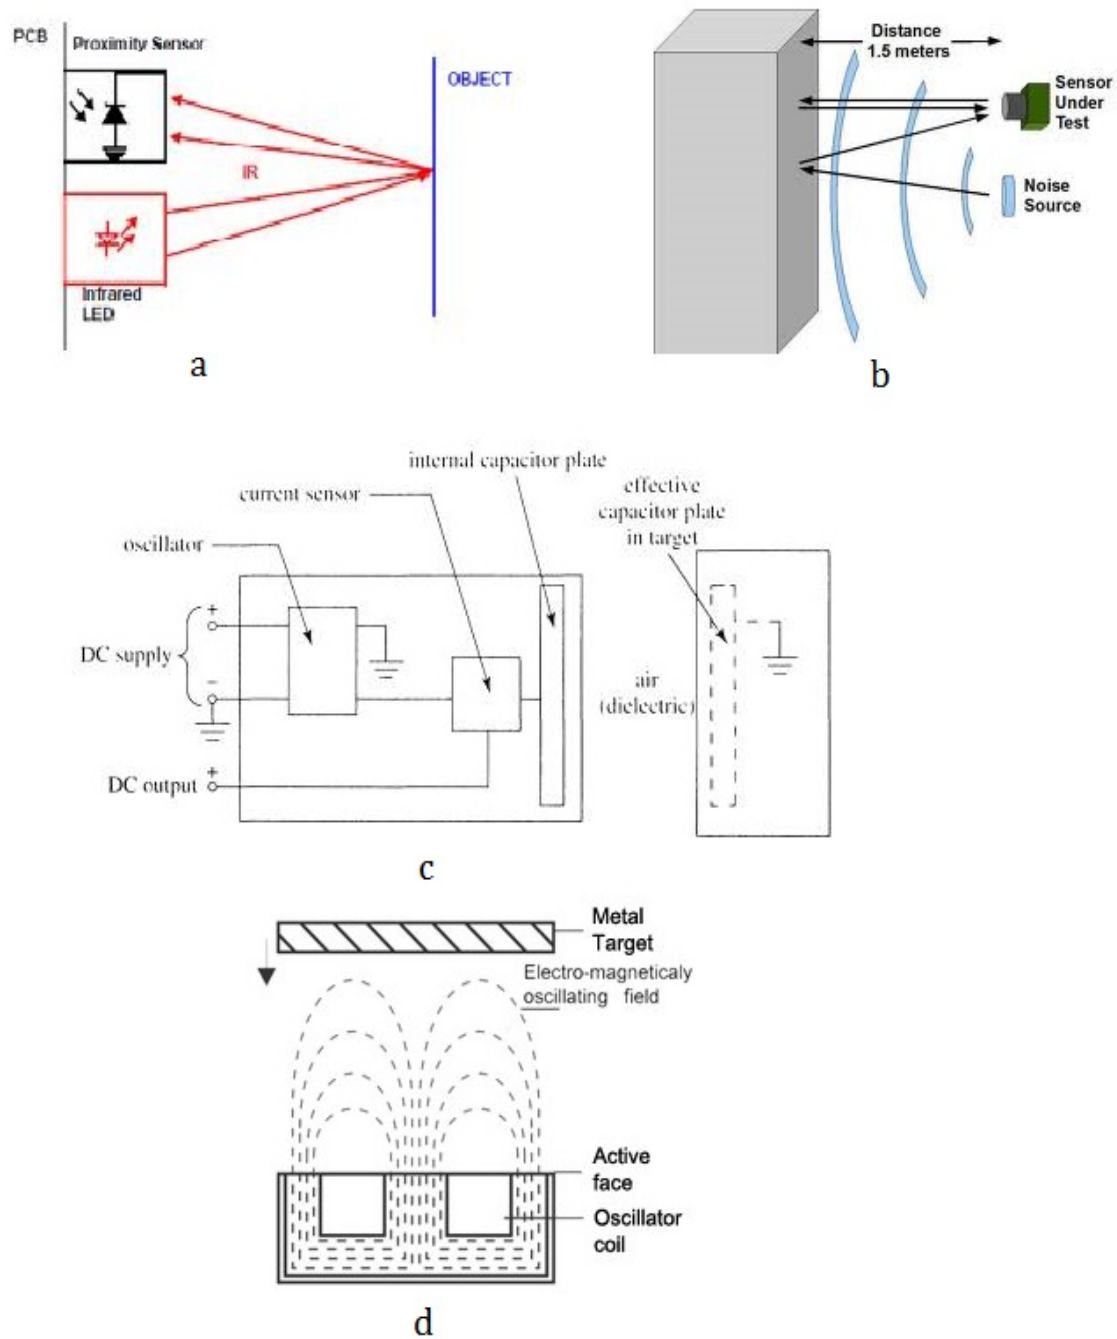 PCB
Proximity Sensor
OBJECT
IR
Infrared
LED
a
Distance
1.5 meters
Sensor
Under
Test
Noise
Source
b
internal capacitor plate
current sensor
oscillator
effective
capacitor plate
in target
+
DC supply
−
air
(dielectric)
+
DC output
c
Metal
Target
Electro-magneticaly
oscillating field
Active
face
Oscillator
coil
d